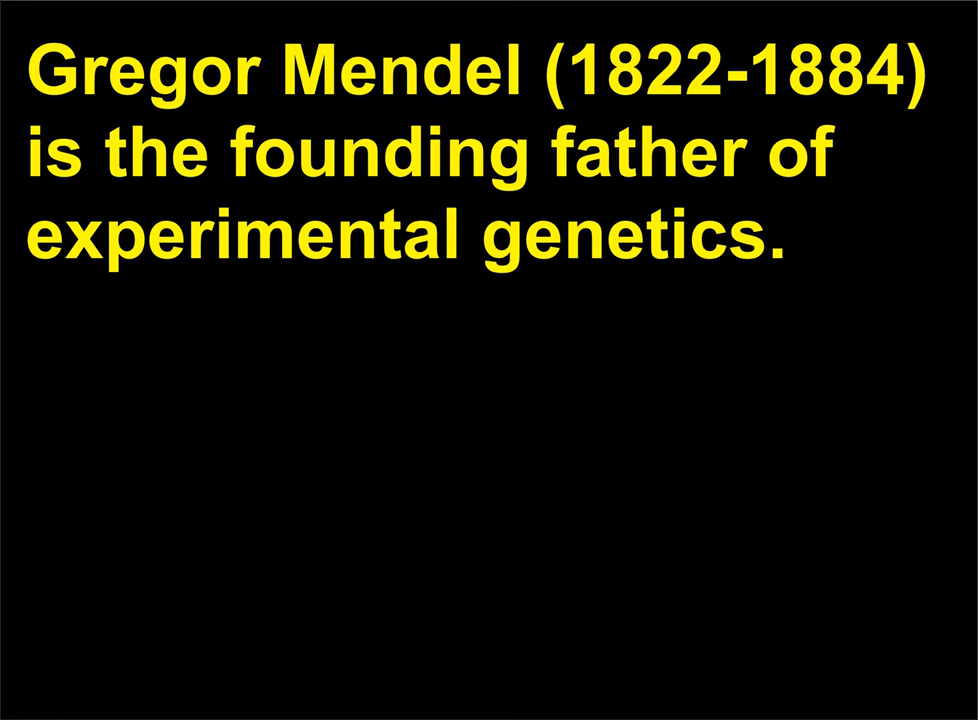 Gregor Mendel (1822-1884)
is the founding father of
experimental genetics.